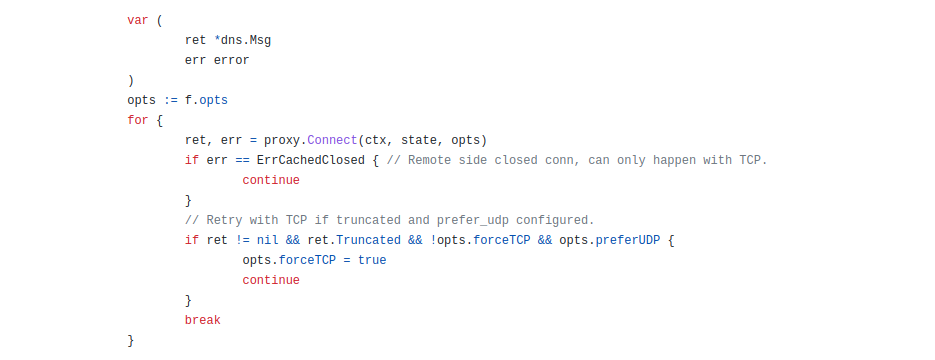 var (
ret *dns.Msg
err error
)
opts := f.opts
for {
ret, err = proxy.Connect(ctx, state, opts)
if err == ErrCachedClosed { // Remote side closed conn, can only happen with TCP.
continue
}
// Retry with TCP if truncated and prefer_udp configured.
if ret != nil && ret.Truncated && !opts.forceTCP && opts.preferUDP {
opts.forceTCP = true
continue
}
break
}